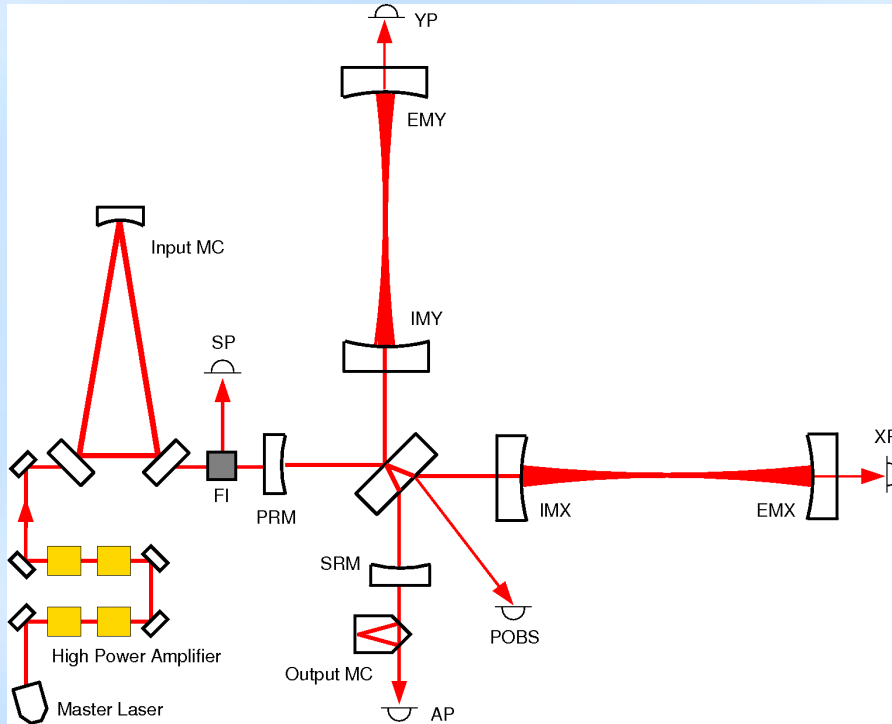 YP
EMY
Input MC
IMY
SP
XP
FI
PRM
IMX
EMX
SRM
POBS
High Power Amplifier
Output MC
Master Laser
AP